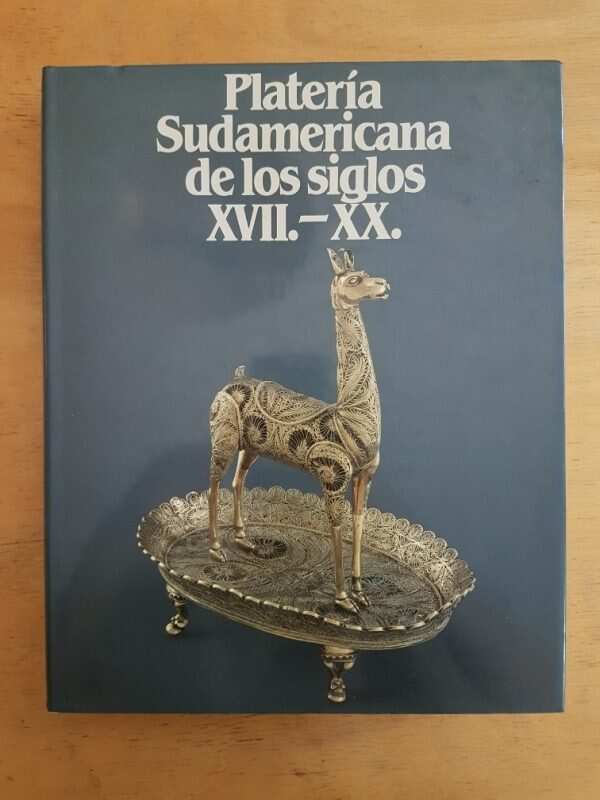 Platería
Sudamericana
de los siglos
XVII.–XX.